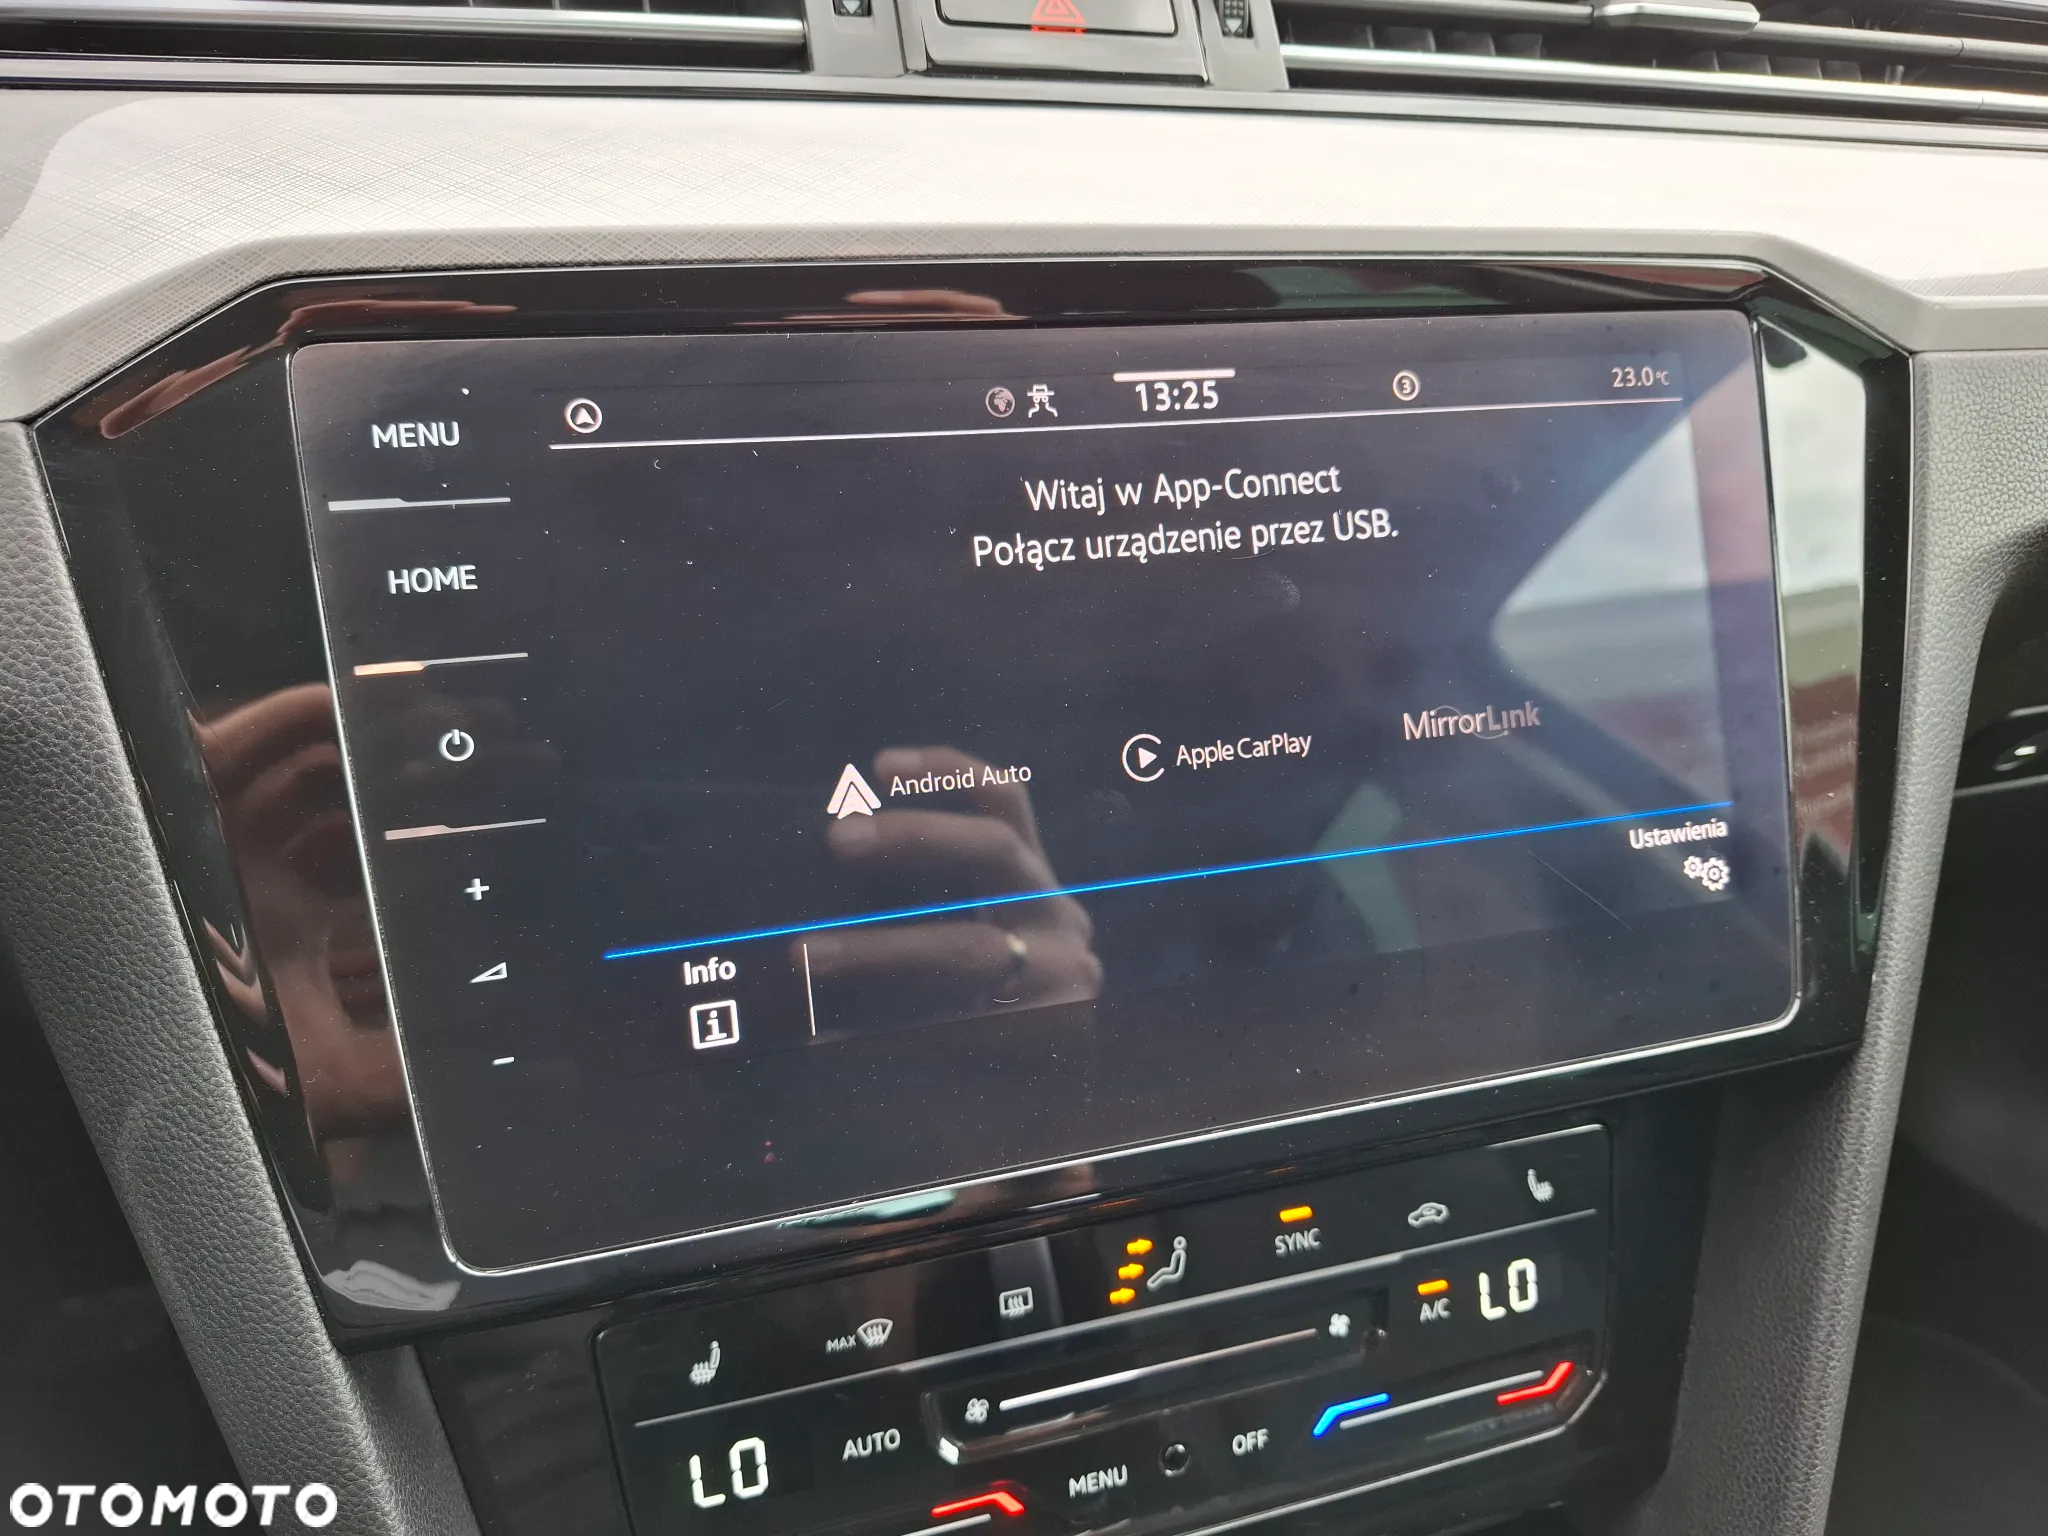 MENU
13:25
3
23.0°C
Witaj w App-Connect
Połącz urządzenie przez USB.
HOME
Android Auto
Apple CarPlay
MirrorLink
+
-
Ustawienia
Info
i
SYNC
MAX
A/C
LO
LO
AUTO
MENU
OFF
OTOMOTO